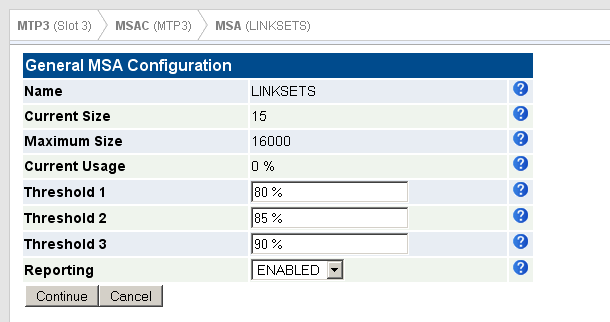 MTP3 (Slot 3) MSAC (MTP3) MSA (LINKSETS)
General MSA Configuration
Name LINKSETS ?
Current Size 15 ?
Maximum Size 16000 ?
Current Usage 0 % ?
Threshold 1 80 % ?
Threshold 2 85 % ?
Threshold 3 90 % ?
Reporting ENABLED ?
Continue Cancel